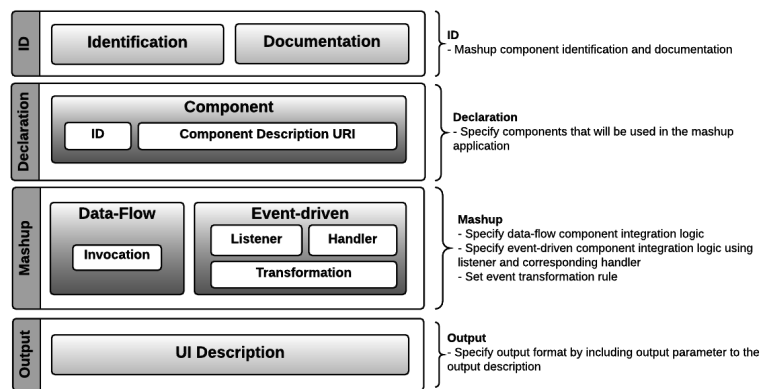 ID
Identification
Documentation
ID
- Mashup component identification and documentation
Declaration
Component
ID
Component Description URI
Declaration
- Specify components that will be used in the mashup
application
Mashup
Data-Flow
Invocation
Event-driven
Listener
Handler
Transformation
Mashup
- Specify data-flow component integration logic
- Specify event-driven component integration logic using
listener and corresponding handler
- Set event transformation rule
Output
UI Description
Output
- Specify output format by including output parameter to the
output description